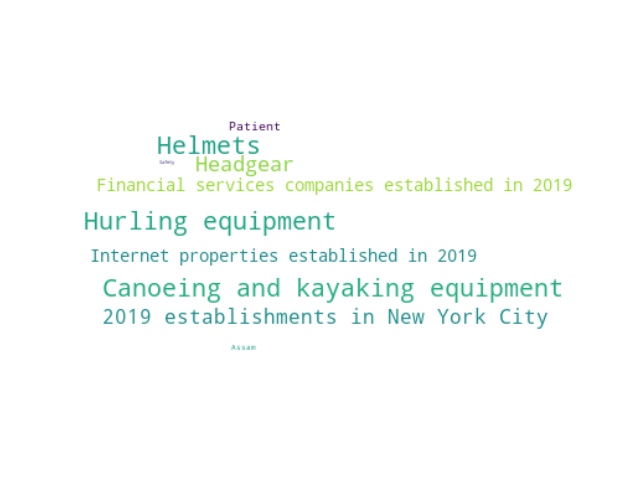 Patient
Helmets
Safety
Headgear
Financial services companies established in 2019
Hurling equipment
Internet properties established in 2019
Canoeing and kayaking equipment
2019 establishments in New York City
Assam